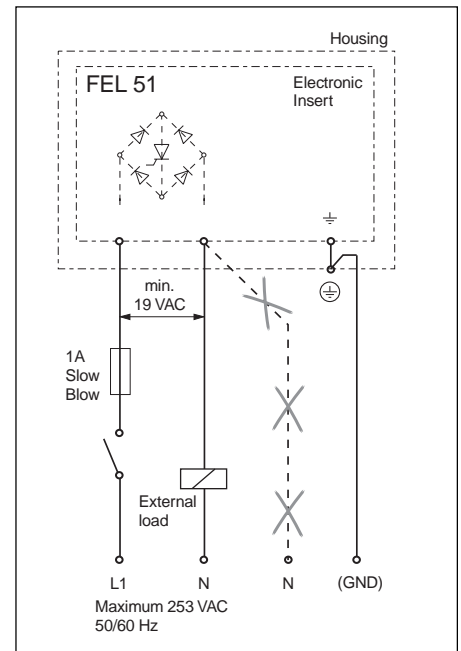 Housing
FEL 51
Electronic
Insert
min.
19 VAC
1A
Slow
Blow
External
load
L1
N
N
(GND)
Maximum 253 VAC
50/60 Hz